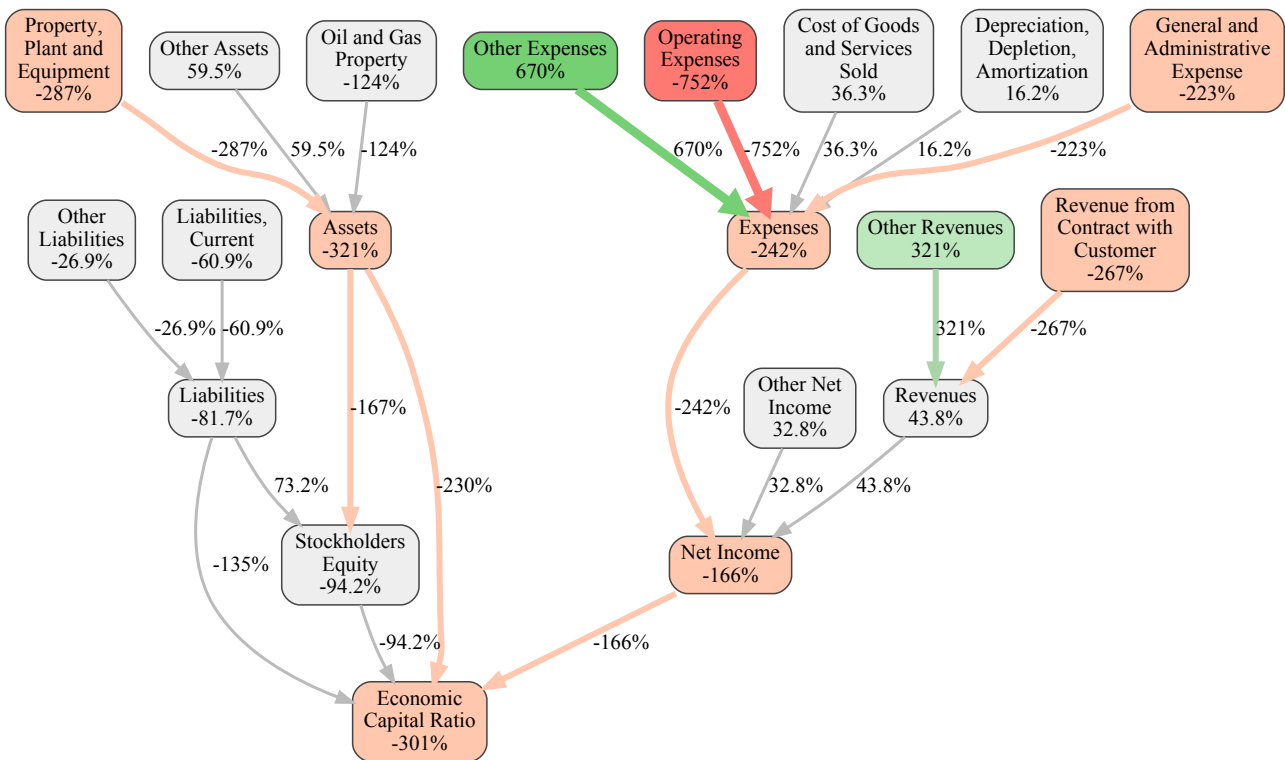 Property,
Plant and
Equipment
-287%
Other Assets
59.5%
Oil and Gas
Property
-124%
Other Expenses
670%
Operating
Expenses
-752%
Cost of Goods
and Services
Sold
36.3%
Depreciation,
Depletion,
Amortization
16.2%
General and
Administrative
Expense
-223%
-287%
59.5%
-124%
670%
-752%
36.3%
16.2%
-223%
Other
Liabilities
-26.9%
Liabilities,
Current
-60.9%
Assets
-321%
Expenses
-242%
Other Revenues
321%
Revenue from
Contract with
Customer
-267%
-26.9%
-60.9%
321%
-267%
Liabilities
-81.7%
-167%
-242%
Other Net
Income
32.8%
Revenues
43.8%
73.2%
-230%
32.8%
43.8%
-135%
Stockholders
Equity
-94.2%
Net Income
-166%
-94.2%
-166%
Economic
Capital Ratio
-301%